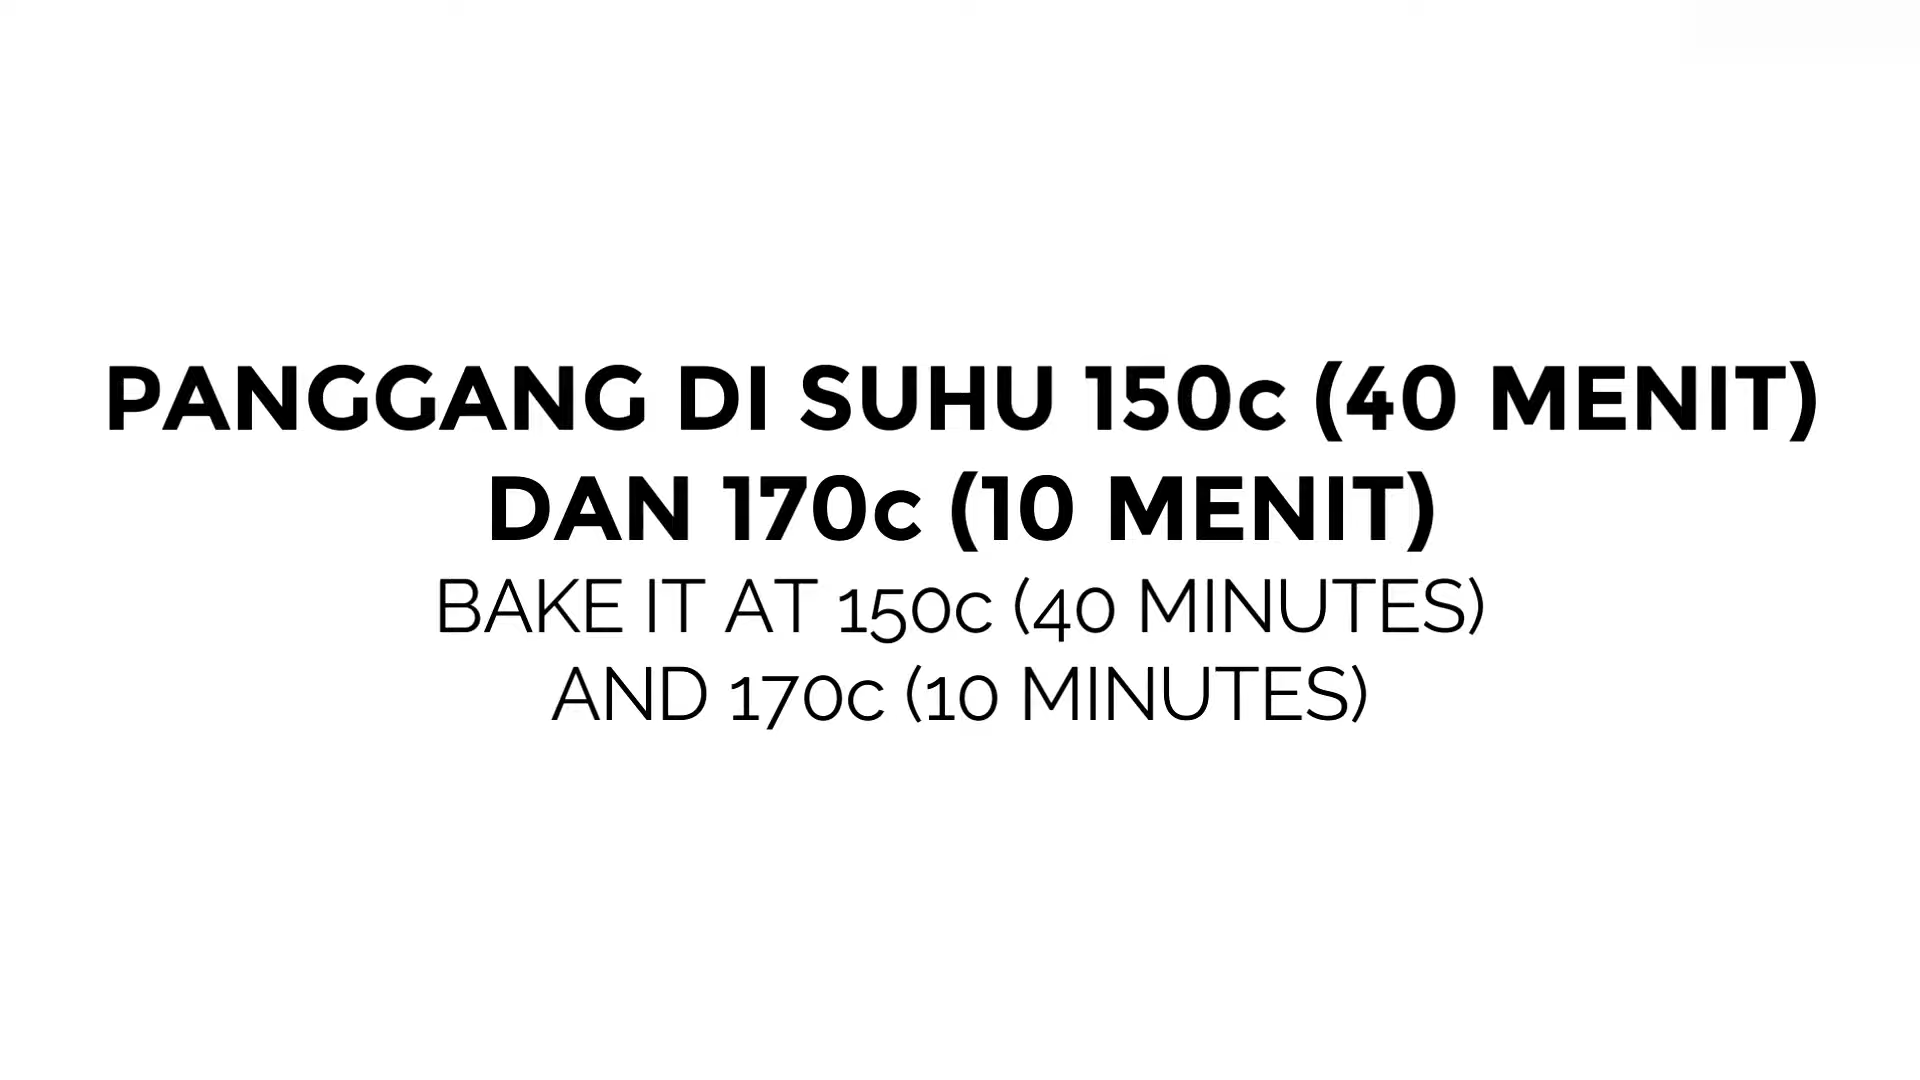 PANGGANG DI SUHU 150c (40 MENIT)
DAN 170c (10 MENIT)
BAKE IT AT 150c (40 MINUTES)
AND 170c (10 MINUTES)